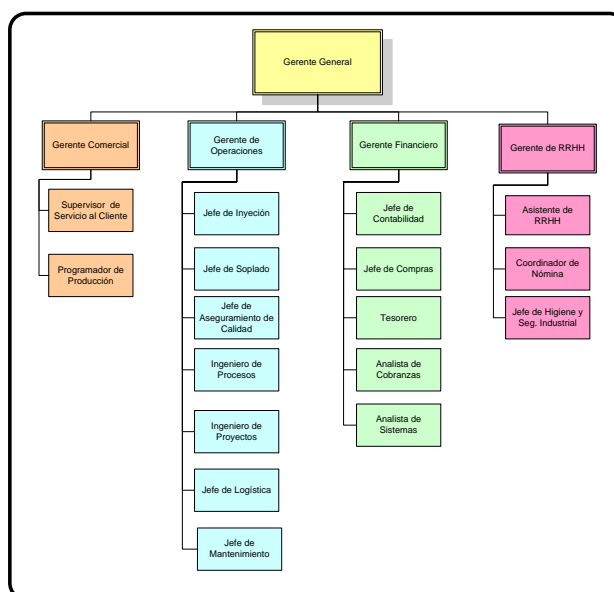 Gerente General
Gerente Comercial
Supervisor de
Servicio al Cliente
Programador de
Producción
Gerente de
Operaciones
Jefe de Inyeción
Jefe de Soplado
Jefe de
Aseguramiento de
Calidad
Ingeniero de
Procesos
Ingeniero de
Proyectos
Jefe de Logística
Jefe de
Mantenimiento
Gerente Financiero
Jefe de
Contabilidad
Jefe de Compras
Tesorero
Analista de
Cobranzas
Analista de
Sistemas
Gerente de RRHH
Asistente de
RRHH
Coordinador de
Nómina
Jefe de Higiene y
Seg. Industrial